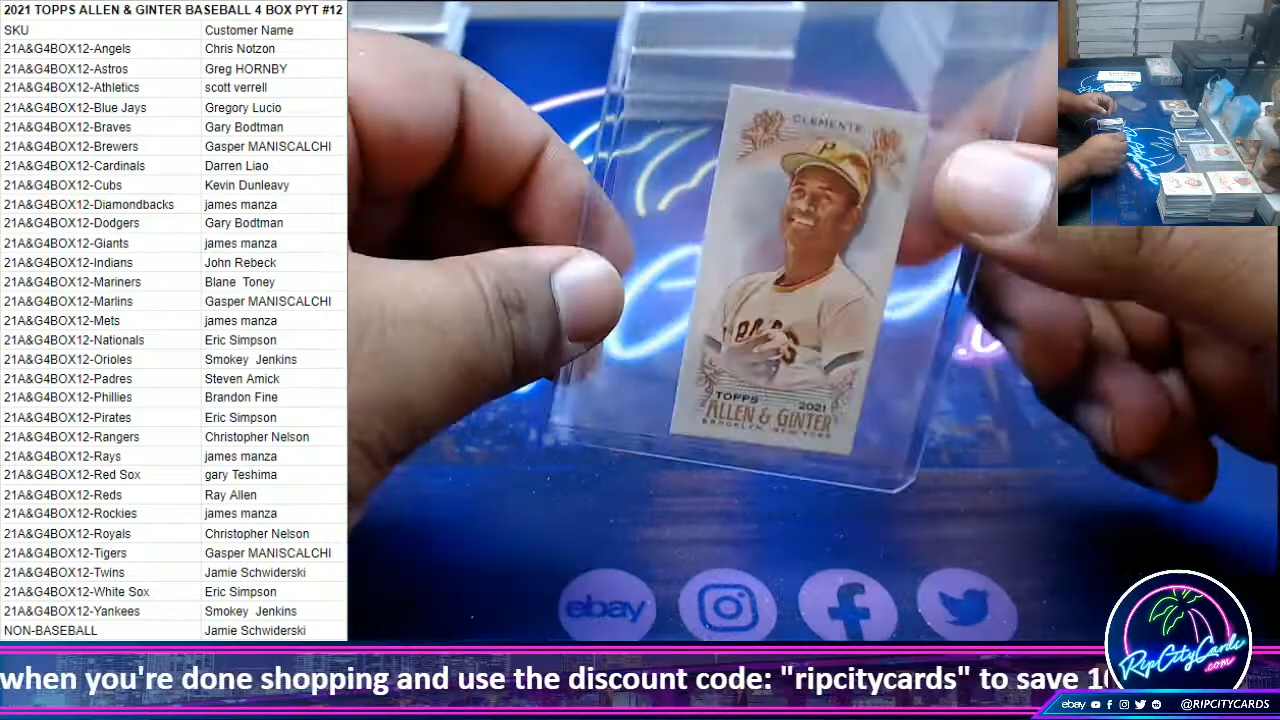 2021 TOPPS ALLEN & GINTER BASEBALL 4 BOX PYT #12
SKU Customer Name
21A&G4BOX12-Angels Chris Notzon
21A&G4BOX12-Astros Greg HORNBY
21A&G4BOX12-Athletics scott verrell
21A&G4BOX12-Blue Jays Gregory Lucio
21A&G4BOX12-Braves Gary Bodtman
21A&G4BOX12-Brewers Gasper MANISCALCHI
21A&G4BOX12-Cardinals Darren Liao
21A&G4BOX12-Cubs Kevin Dunleavy
21A&G4BOX12-Diamondbacks james manza
21A&G4BOX12-Dodgers Gary Bodtman
21A&G4BOX12-Giants james manza
21A&G4BOX12-Indians John Rebeck
21A&G4BOX12-Mariners Blane Toney
21A&G4BOX12-Marlins Gasper MANISCALCHI
21A&G4BOX12-Mets james manza
21A&G4BOX12-Nationals Eric Simpson
21A&G4BOX12-Orioles Smokey Jenkins
21A&G4BOX12-Padres Steven Amick
21A&G4BOX12-Phillies Brandon Fine
21A&G4BOX12-Pirates Eric Simpson
21A&G4BOX12-Rangers Christopher Nelson
21A&G4BOX12-Rays james manza
21A&G4BOX12-Red Sox gary Teshima
21A&G4BOX12-Reds Ray Allen
21A&G4BOX12-Rockies james manza
21A&G4BOX12-Royals Christopher Nelson
21A&G4BOX12-Tigers Gasper MANISCALCHI
21A&G4BOX12-Twins Jamie Schwiderski
21A&G4BOX12-White Sox Eric Simpson
21A&G4BOX12-Yankees Smokey Jenkins
NON-BASEBALL Jamie Schwiderski
CLEMENTE
P
TOPPS 2021
ALLEN & GINTER
BROOKLYN, NEW YORK
ebay
RipCityCards
.com
when you're done shopping and use the discount code: "ripcitycards" to save
ebay @RIPCITYCARDS